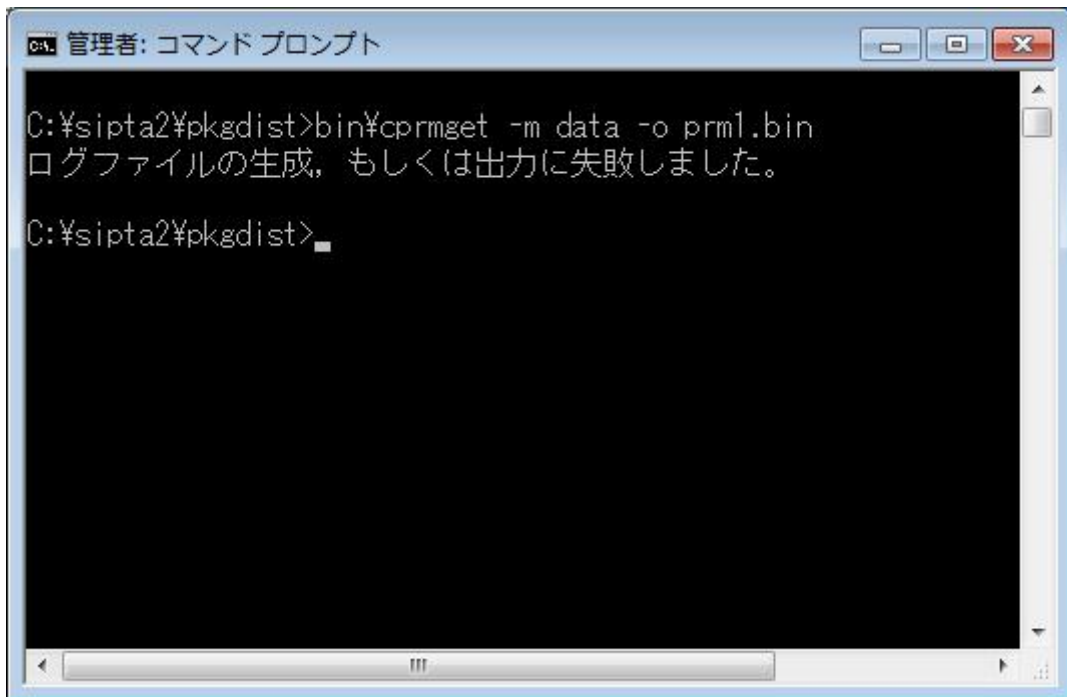 管理者: コマンド プロンプト
C:¥sipta2¥pkgdist>bin¥cprmget -m data -o prm1.bin
ログファイルの生成，もしくは出力に失敗しました。
C:¥sipta2¥pkgdist>